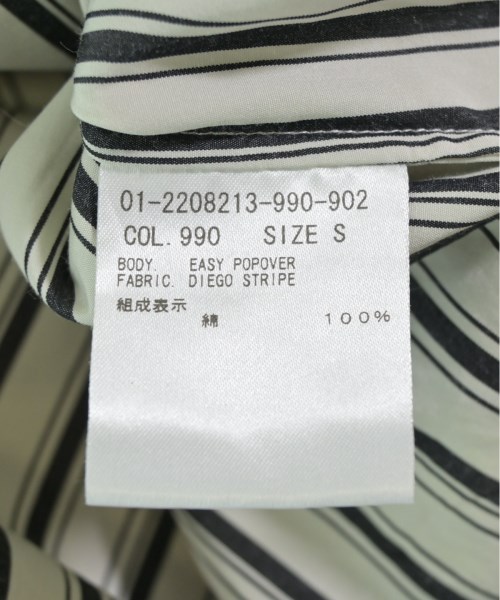 01-2208213-990-902
COL. 990 SIZE S
BODY. EASY POPOVER
FABRIC. DIEGO STRIPE
組成表示
綿 100%